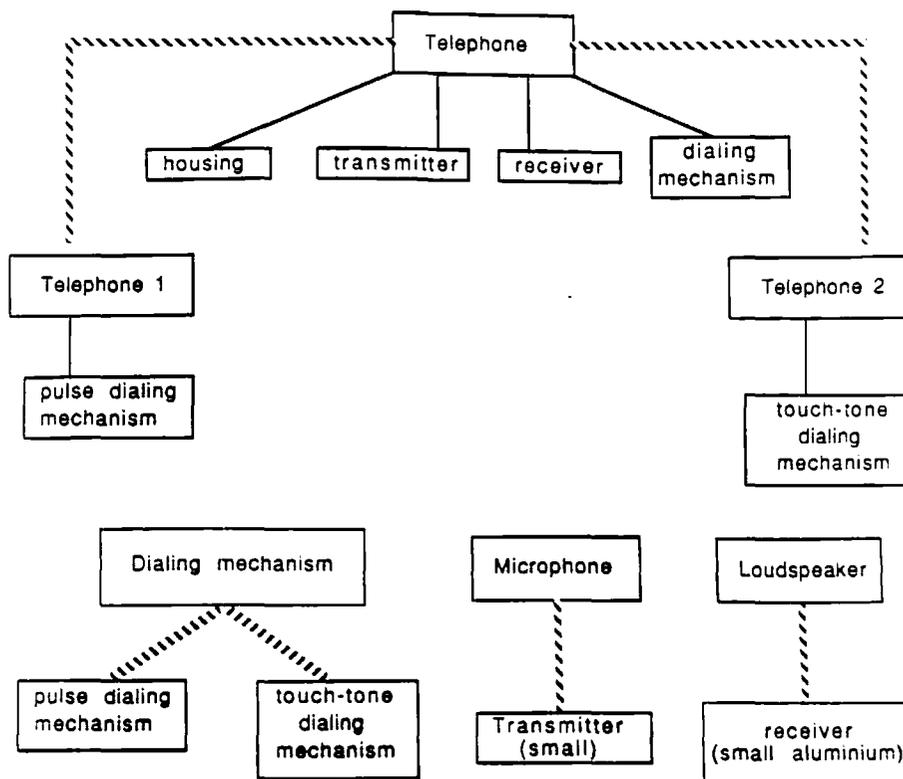 Telephone
housing
transmitter
receiver
dialing
mechanism
Telephone 1
Telephone 2
pulse dialing
mechanism
touch-tone
dialing
mechanism
Dialing mechanism
Microphone
Loudspeaker
pulse dialing
mechanism
touch-tone
dialing
mechanism
Transmitter
(small)
receiver
(small aluminium)